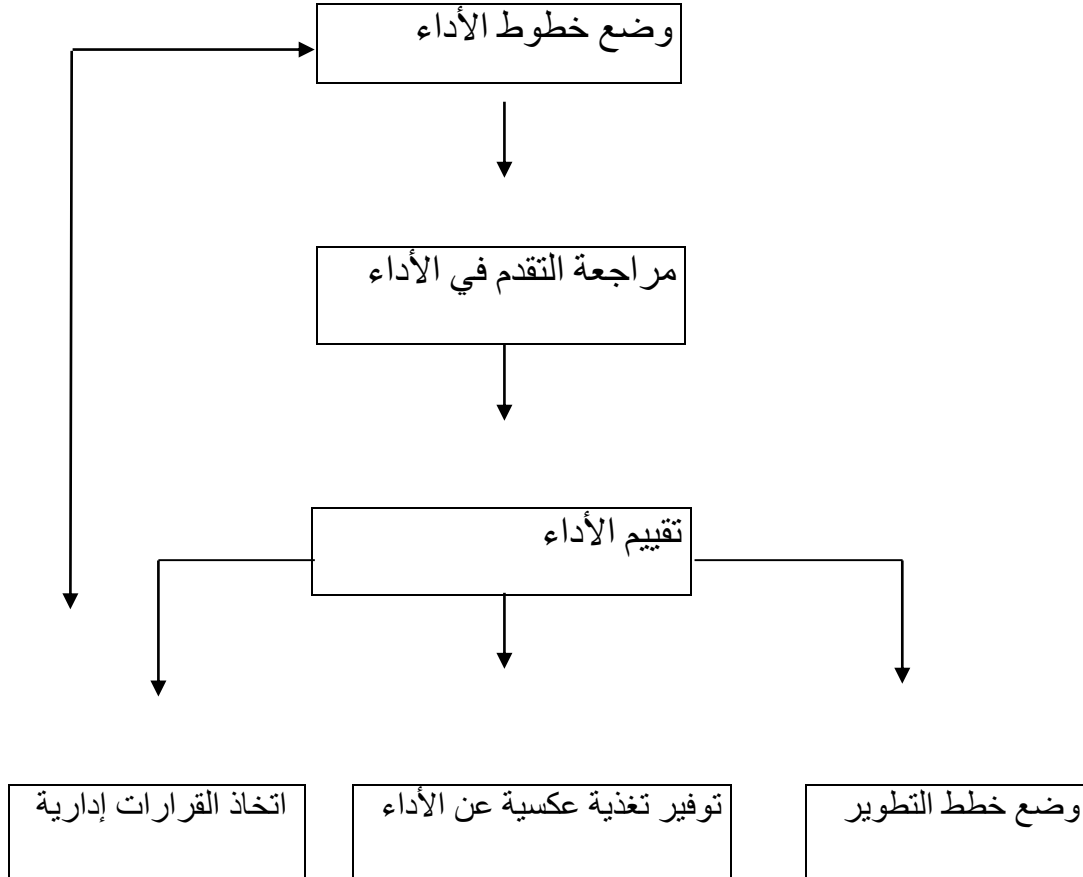 وضع خطوط الأداء
مراجعة التقدم في الأداء
تقييم الأداء
وضع خطط التطوير
توفير تغذية عكسية عن الأداء
اتخاذ القرارات إدارية